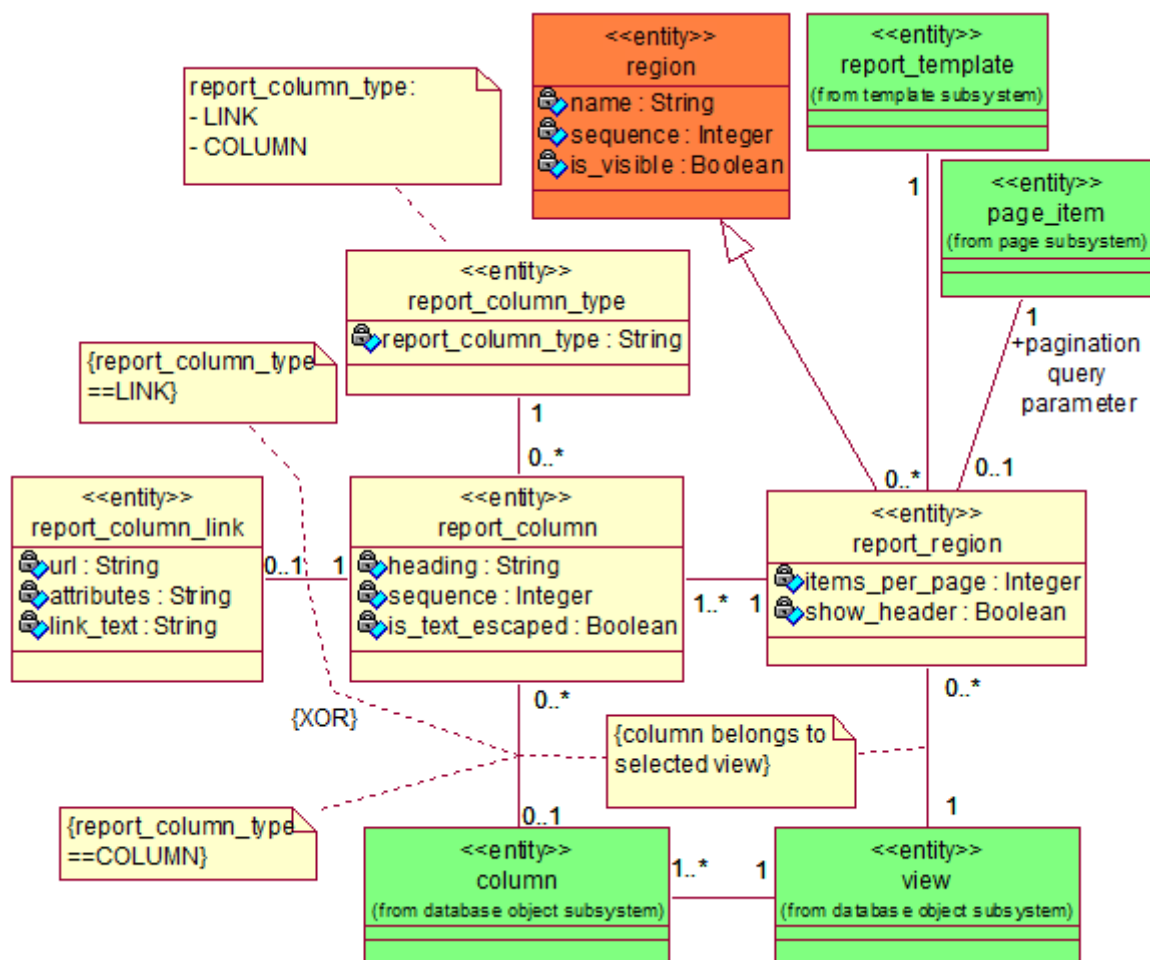 <<entity>>
region
name : String
sequence : Integer
is_visible : Boolean
<<entity>>
report_template
(from template subsystem)
report_column_type:
- LINK
- COLUMN
1
<<entity>>
page_item
(from page subsystem)
<<entity>>
report_column_type
report_column_type : String
1
+pagination
query
parameter
{report_column_type
==LINK}
1
0..*
0..*
0..1
<<entity>>
report_column_link
url : String
attributes : String
link_text : String
0..1
1
<<entity>>
report_column
heading : String
sequence : Integer
is_text_escaped : Boolean
1..*
1
<<entity>>
report_region
items_per_page : Integer
show_header : Boolean
0..*
0..*
{XOR}
{column belongs to
selected view}
{report_column_type
==COLUMN}
0..1
1
<<entity>>
column
(from database object subsystem)
1..*
1
<<entity>>
view
(from database object subsystem)